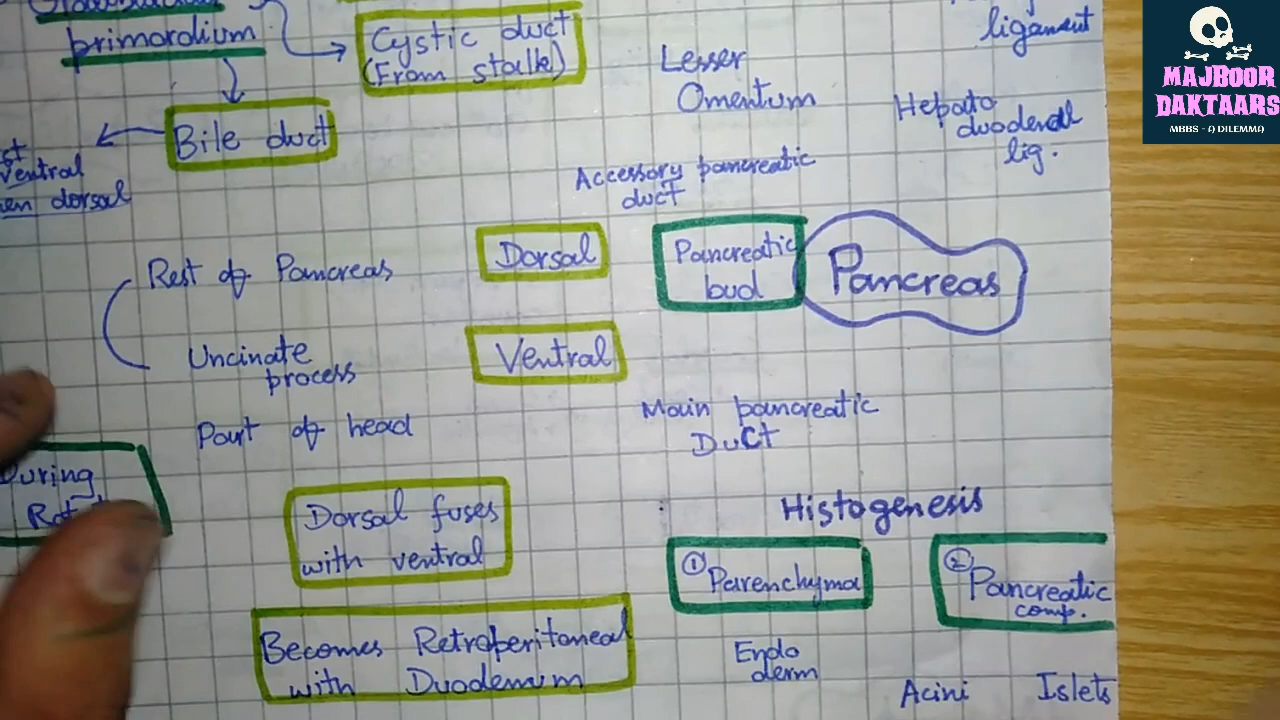 primordium
Cystic duct
(From stalk)
Bile duct
ventral
dorsal
Lesser
Omentum
ligament
Hepato
duodenal
lig.
MAJBOOR
DAKTAARS
MBBS - A DILEMMA
Accessory pancreatic
duct
Rest of Pancreas
Dorsal
Pancreatic
bud
Pancreas
Uncinate
process
Ventral
Part of head
Main pancreatic
Duct
During
Dorsal fuses
with ventral
Histogenesis
① Parenchyma
② Pancreatic
comp.
Becomes Retroperitoneal
with Duodenum
Endo
derm
Acini
Islets